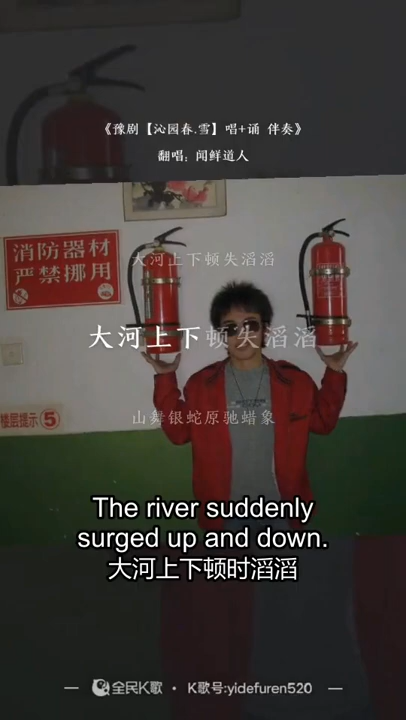 《豫剧【沁园春.雪】唱+诵 伴奏》
翻唱：闻鲜道人
消防器材
严禁挪用
大河上下顿失滔滔
大河上下顿失滔滔
山舞银蛇原驰蜡象
楼层提示⑤
The river suddenly
surged up and down.
大河上下顿时滔滔
全民K歌 · K歌号:yidefuren520